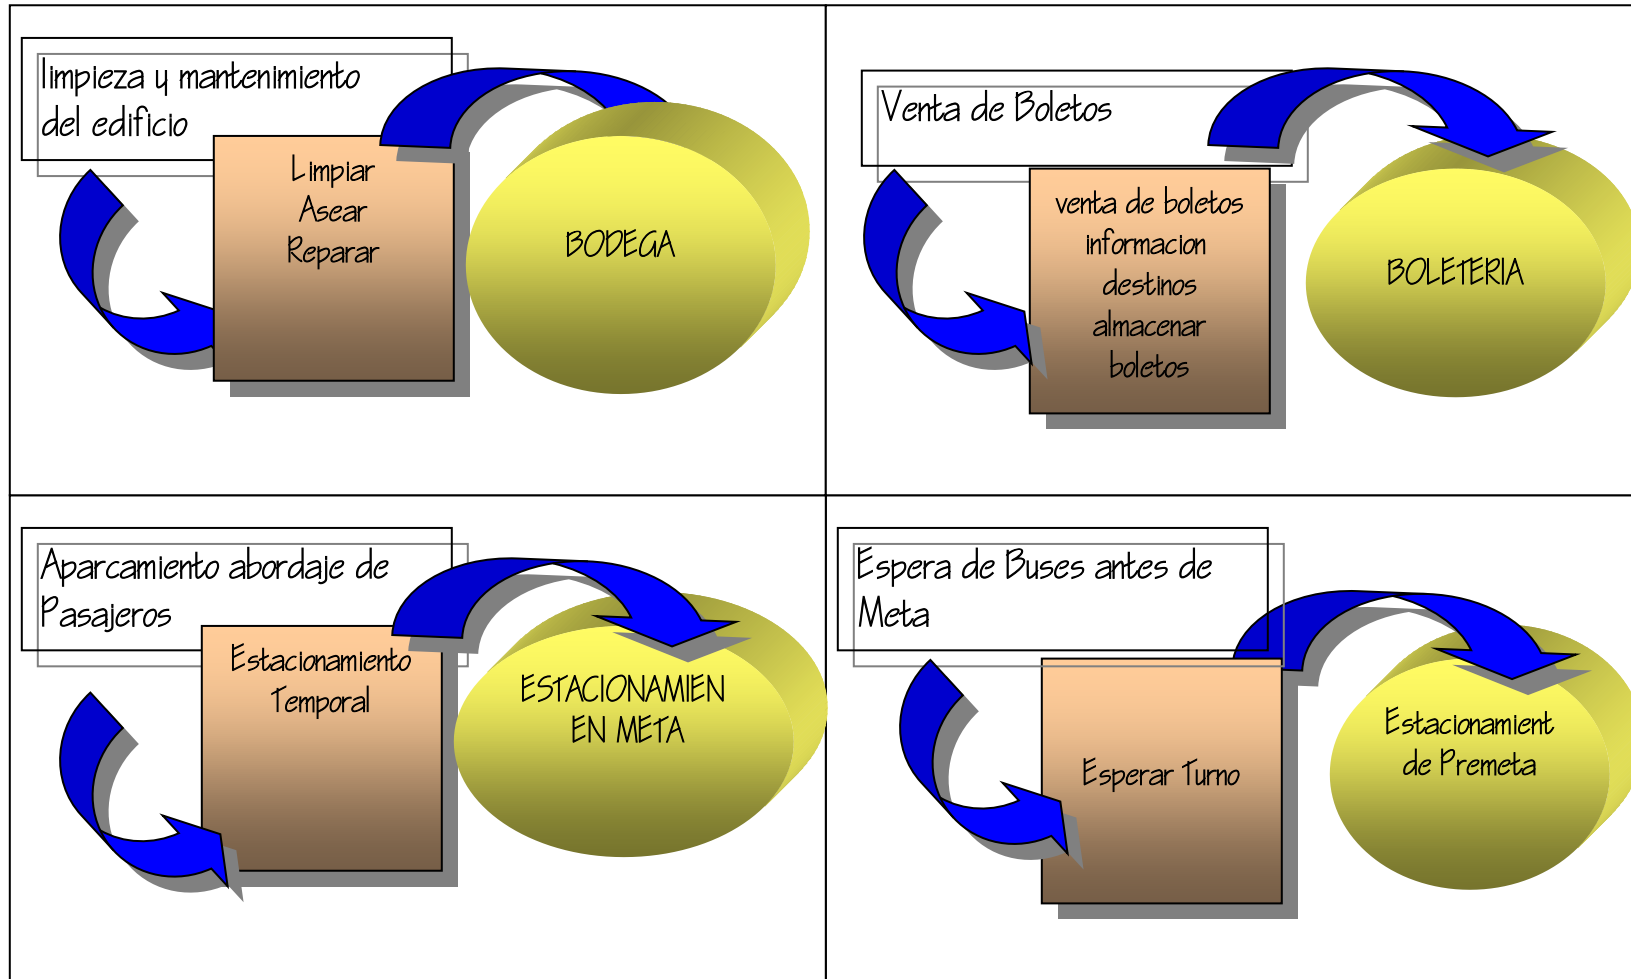 limpieza y mantenimiento
del edificio
Limpiar
Asear
Reparar
BODEGA
Venta de Boletos
venta de boletos
informacion
destinos
almacenar
boletos
BOLETERIA
Aparcamiento abordaje de
Pasajeros
Estacionamiento
Temporal
ESTACIONAMIEN
EN META
Espera de Buses antes de
Meta
Esperar Turno
Estacionamient
de Premeta